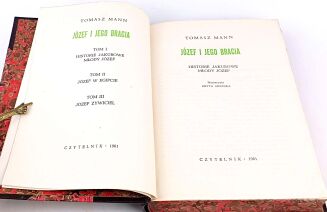 TOMASZ MANN
JÓZEF I JEGO BRACIA
TOM I
HISTORIE JAKUBOWE
MŁODY JÓZEF
TOM II
JÓZEF W EGIPCIE
TOM III
JÓZEF ŻYWICIEL
CZYTELNIK · 1961
TOMASZ MANN
JÓZEF I JEGO BRACIA
HISTORIE JAKUBOWE
MŁODY JÓZEF
CZYTELNIK · 1961